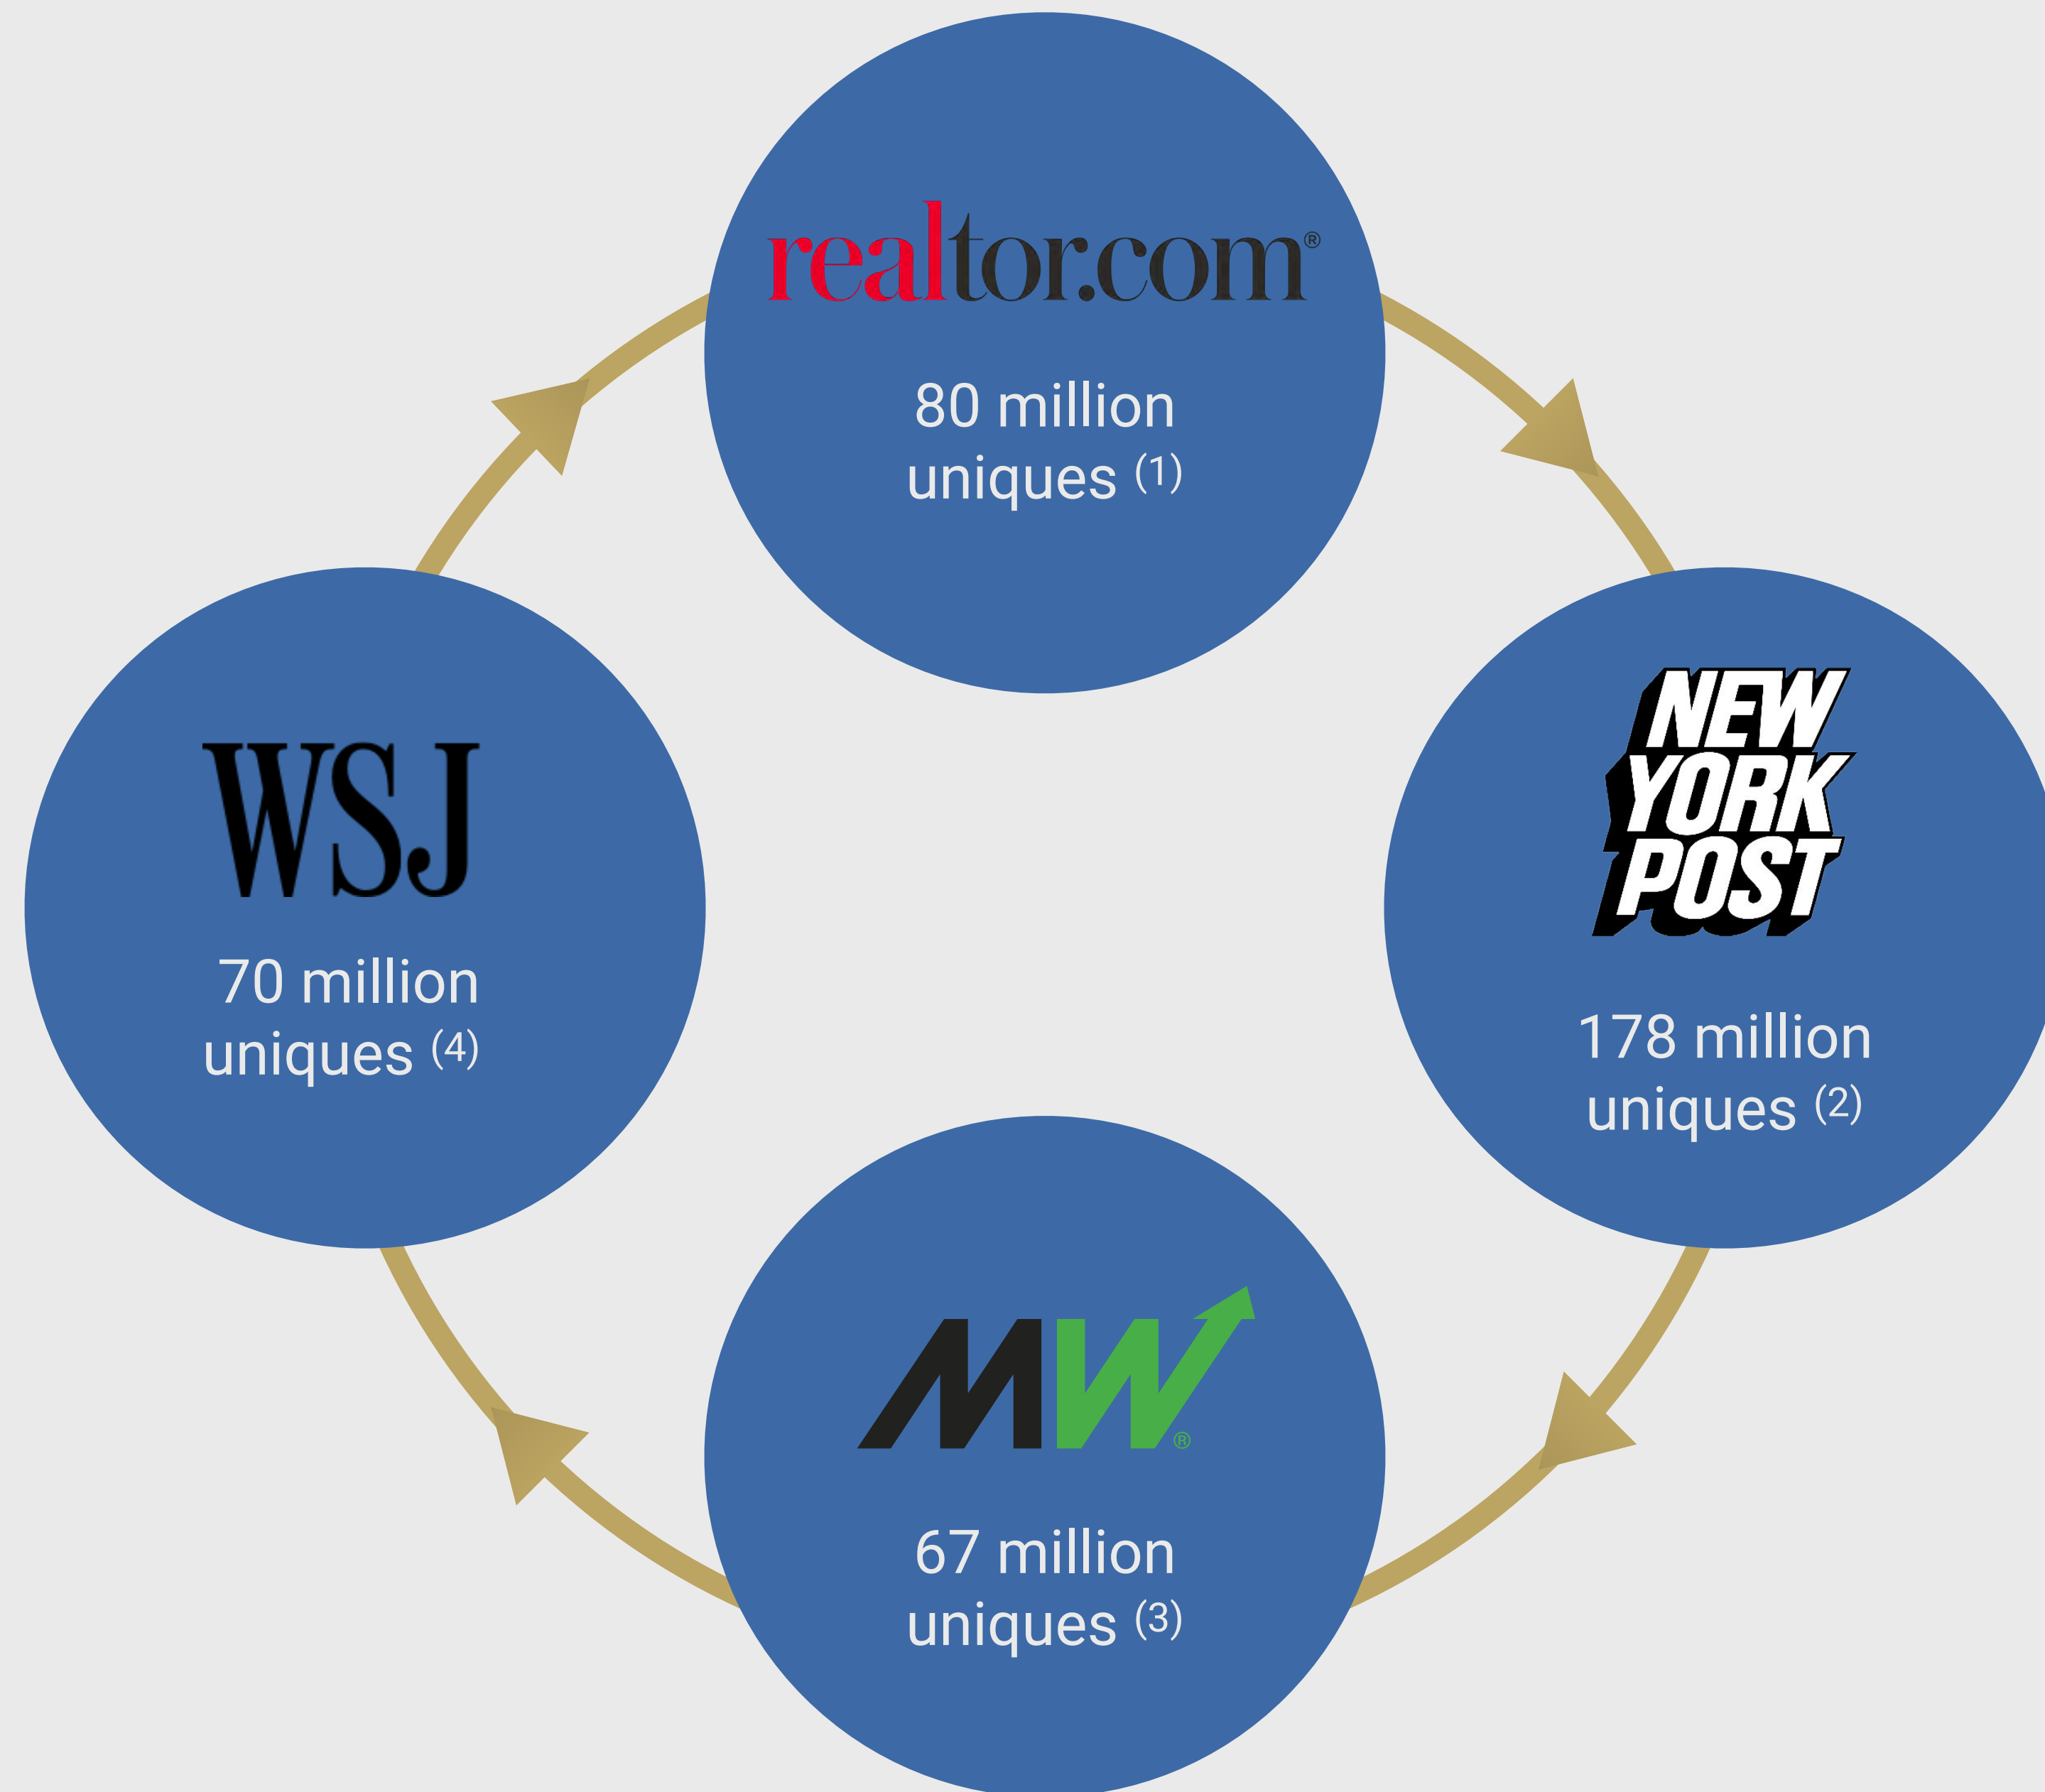 realtor.com®
80 million
uniques (1)
NEW
YORK
POST
178 million
uniques (2)
MW®
67 million
uniques (3)
WSJ
70 million
uniques (4)